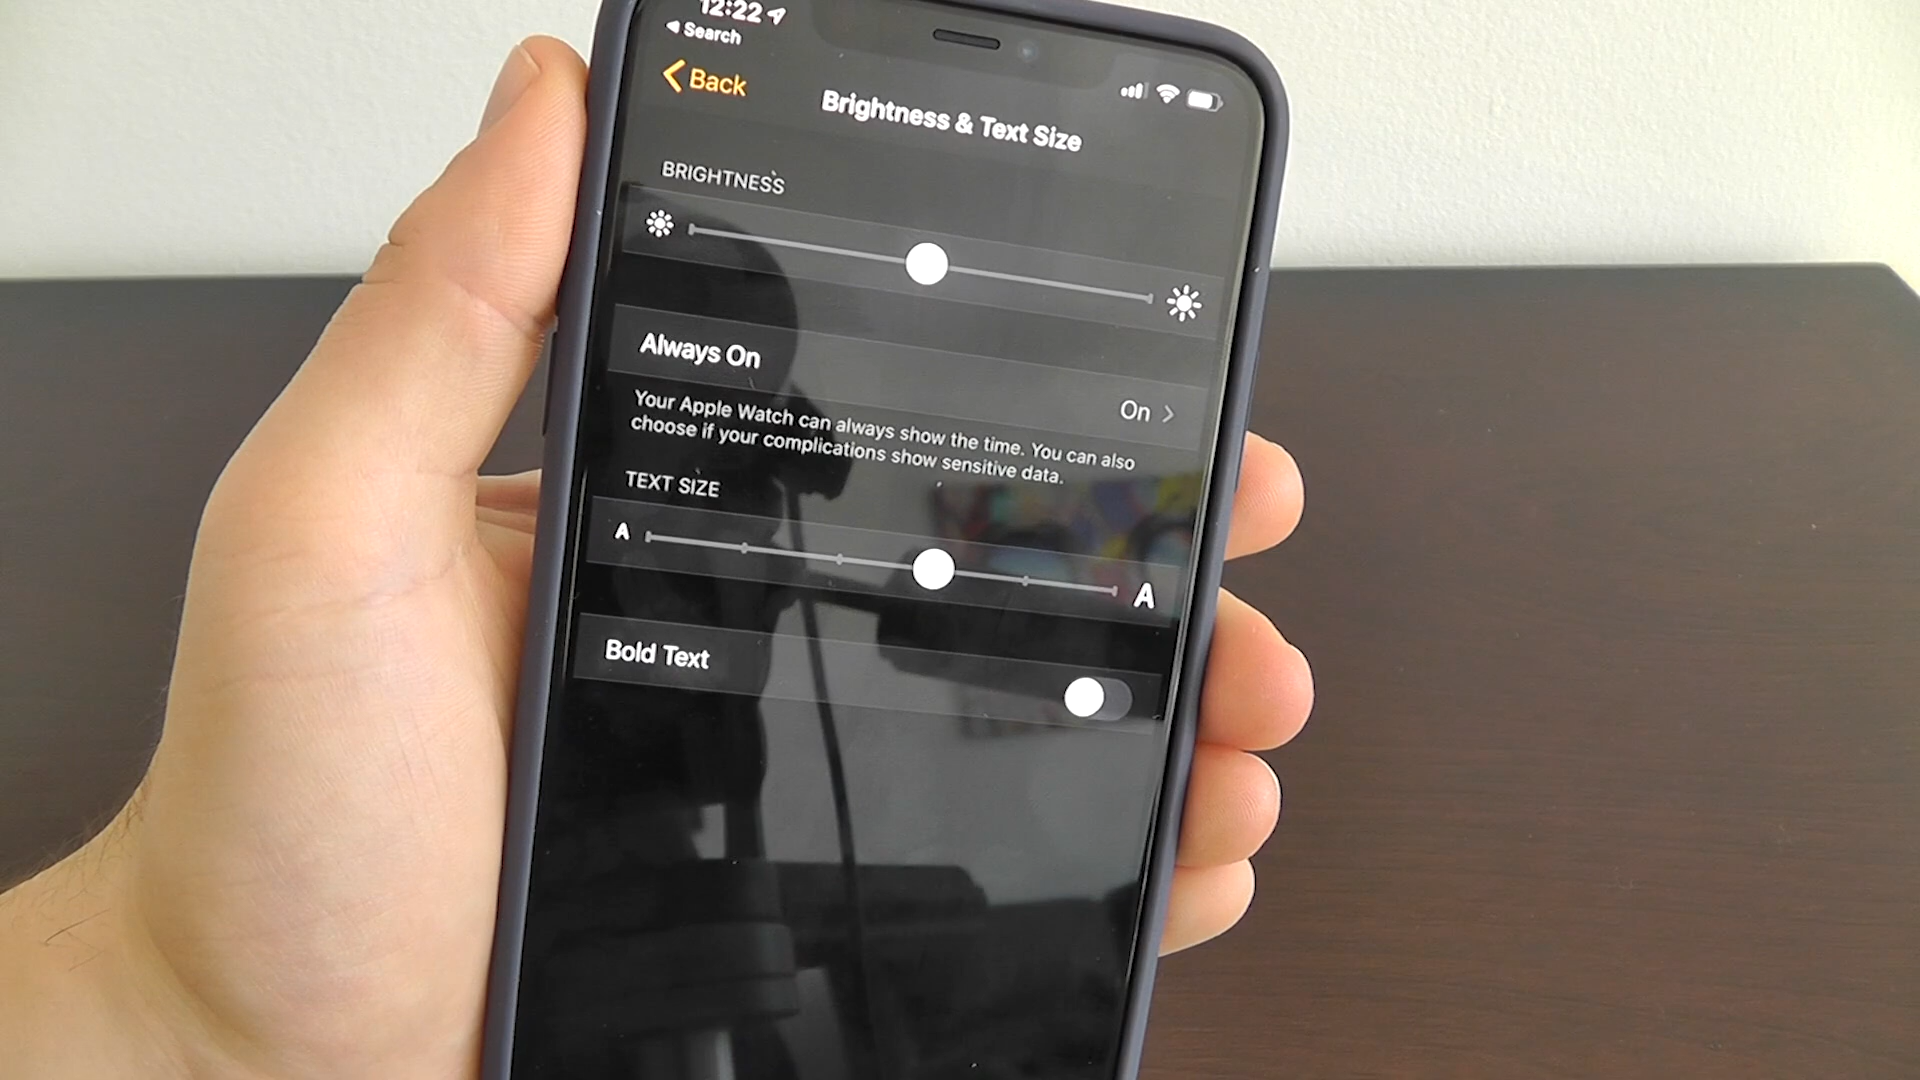 12:22
Search
Back
Brightness & Text Size
BRIGHTNESS
Always On
On
Your Apple Watch can always show the time. You can also
choose if your complications show sensitive data.
TEXT SIZE
A
A
Bold Text